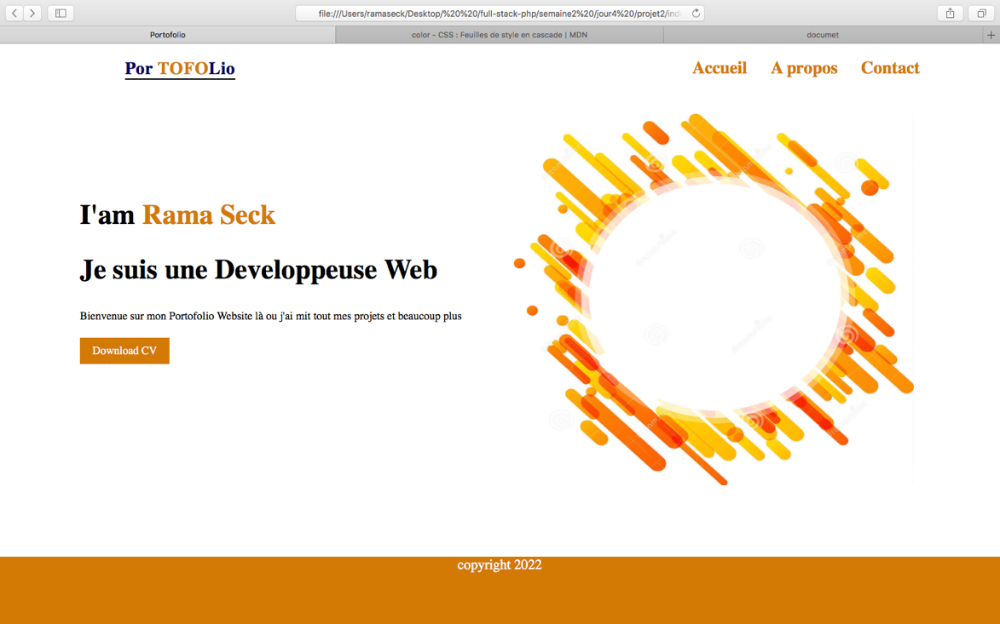 file:///Users/ramaseck/Desktop/%20%20/full-stack-php/semaine2%20/jour4%20/projet2/ind
Portofolio
color - CSS : Feuilles de style en cascade | MDN
documet
Por TOFOLio
Accueil A propos Contact
I'am Rama Seck
Je suis une Developpeuse Web
Bienvenue sur mon Portofolio Website là ou j'ai mit tout mes projets et beaucoup plus
Download CV
copyright 2022